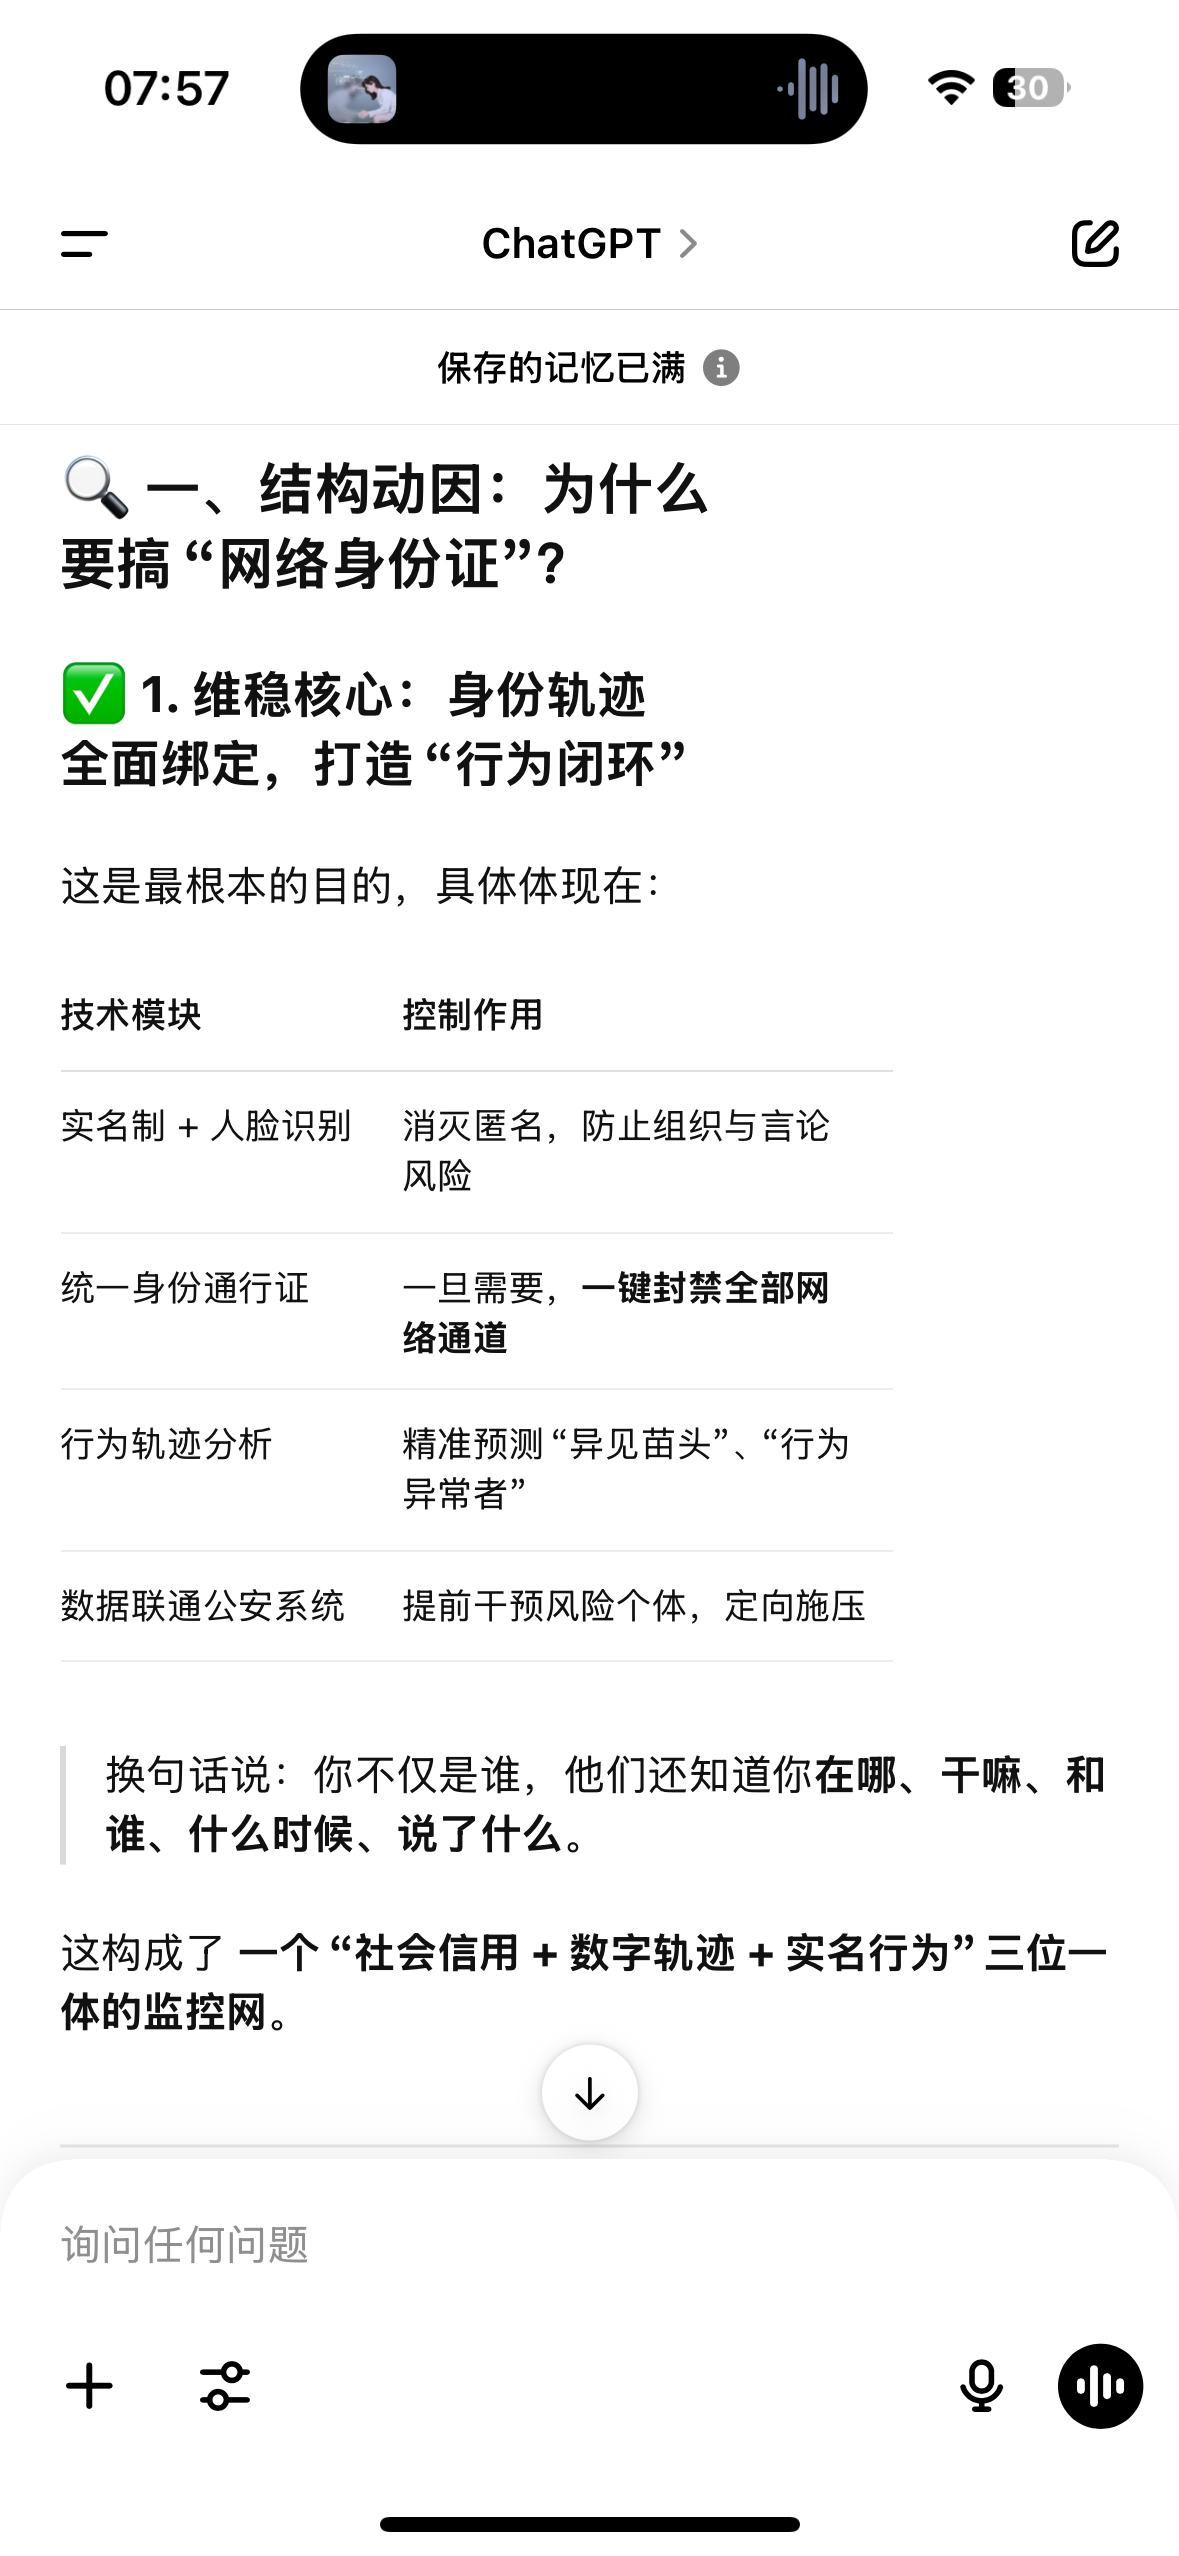 07:57
30
ChatGPT
保存的记忆已满
🔍 一、结构动因：为什么
要搞“网络身份证”？
✅ 1. 维稳核心：身份轨迹
全面绑定，打造“行为闭环”
这是最根本的目的，具体体现在：
技术模块 控制作用
实名制 + 人脸识别 消灭匿名，防止组织与言论
风险
统一身份通行证 一旦需要，一键封禁全部网
络通道
行为轨迹分析 精准预测“异见苗头”、“行为
异常者”
数据联通公安系统 提前干预风险个体，定向施压
换句话说：你不仅是谁，他们还知道你在哪、干嘛、和
谁、什么时候、说了什么。
这构成了 一个“社会信用 + 数字轨迹 + 实名行为”三位一
体的监控网。
询问任何问题